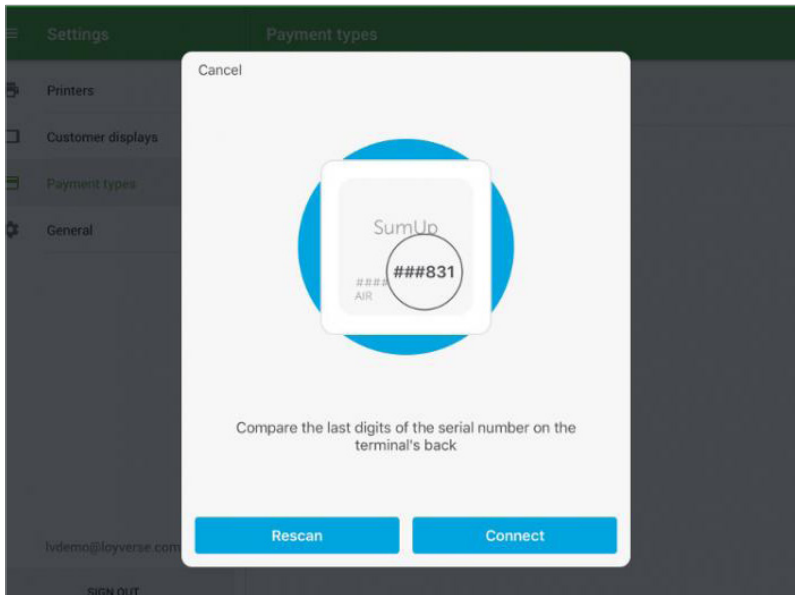 Settings
Payment types
Cancel
Printers
Customer displays
Payment types
General
SumUp
###831
####
AIR
Compare the last digits of the serial number on the
terminal's back
Rescan
Connect
lvdemo@loyverse.com
SIGN OUT